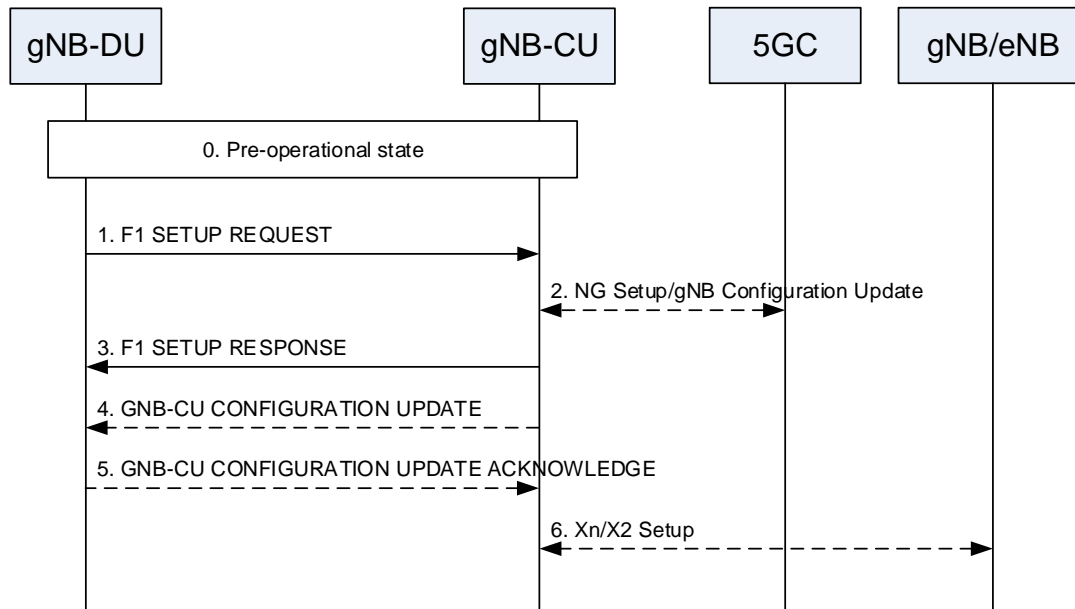 gNB-DU
gNB-CU
5GC
gNB/eNB
0. Pre-operational state
1. F1 SETUP REQUEST
2. NG Setup/gNB Configuration Update
3. F1 SETUP RESPONSE
4. GNB-CU CONFIGURATION UPDATE
5. GNB-CU CONFIGURATION UPDATE ACKNOWLEDGE
6. Xn/X2 Setup